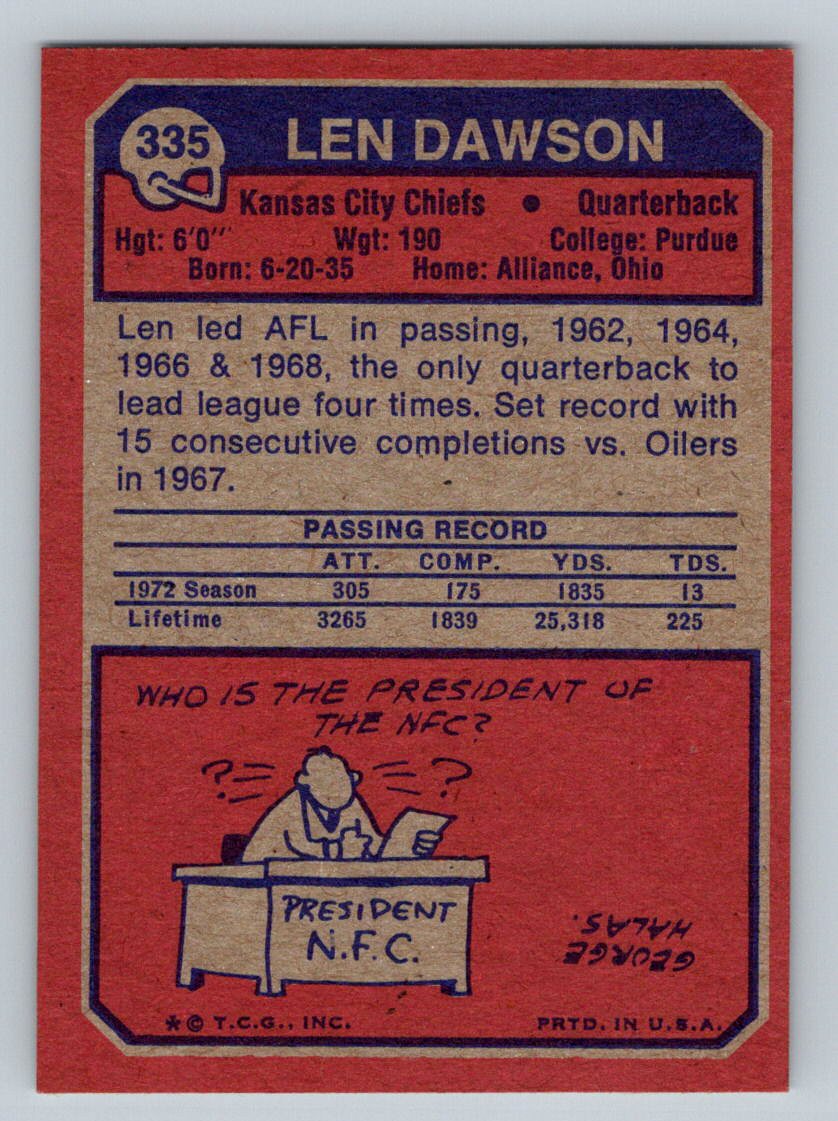 335
LEN DAWSON
Kansas City Chiefs • Quarterback
Hgt: 6'0" Wgt: 190 College: Purdue
Born: 6-20-35 Home: Alliance, Ohio
Len led AFL in passing, 1962, 1964,
1966 & 1968, the only quarterback to
lead league four times. Set record with
15 consecutive completions vs. Oilers
in 1967.
PASSING RECORD
ATT. COMP. YDS. TDS.
1972 Season 305 175 1835 13
Lifetime 3265 1839 25,318 225
WHO IS THE PRESIDENT OF
THE NFC?
? ?
PRESIDENT
N.F.C.
GEORGE
HALAS.
* © T.C.G., INC. PRTD. IN U.S.A.